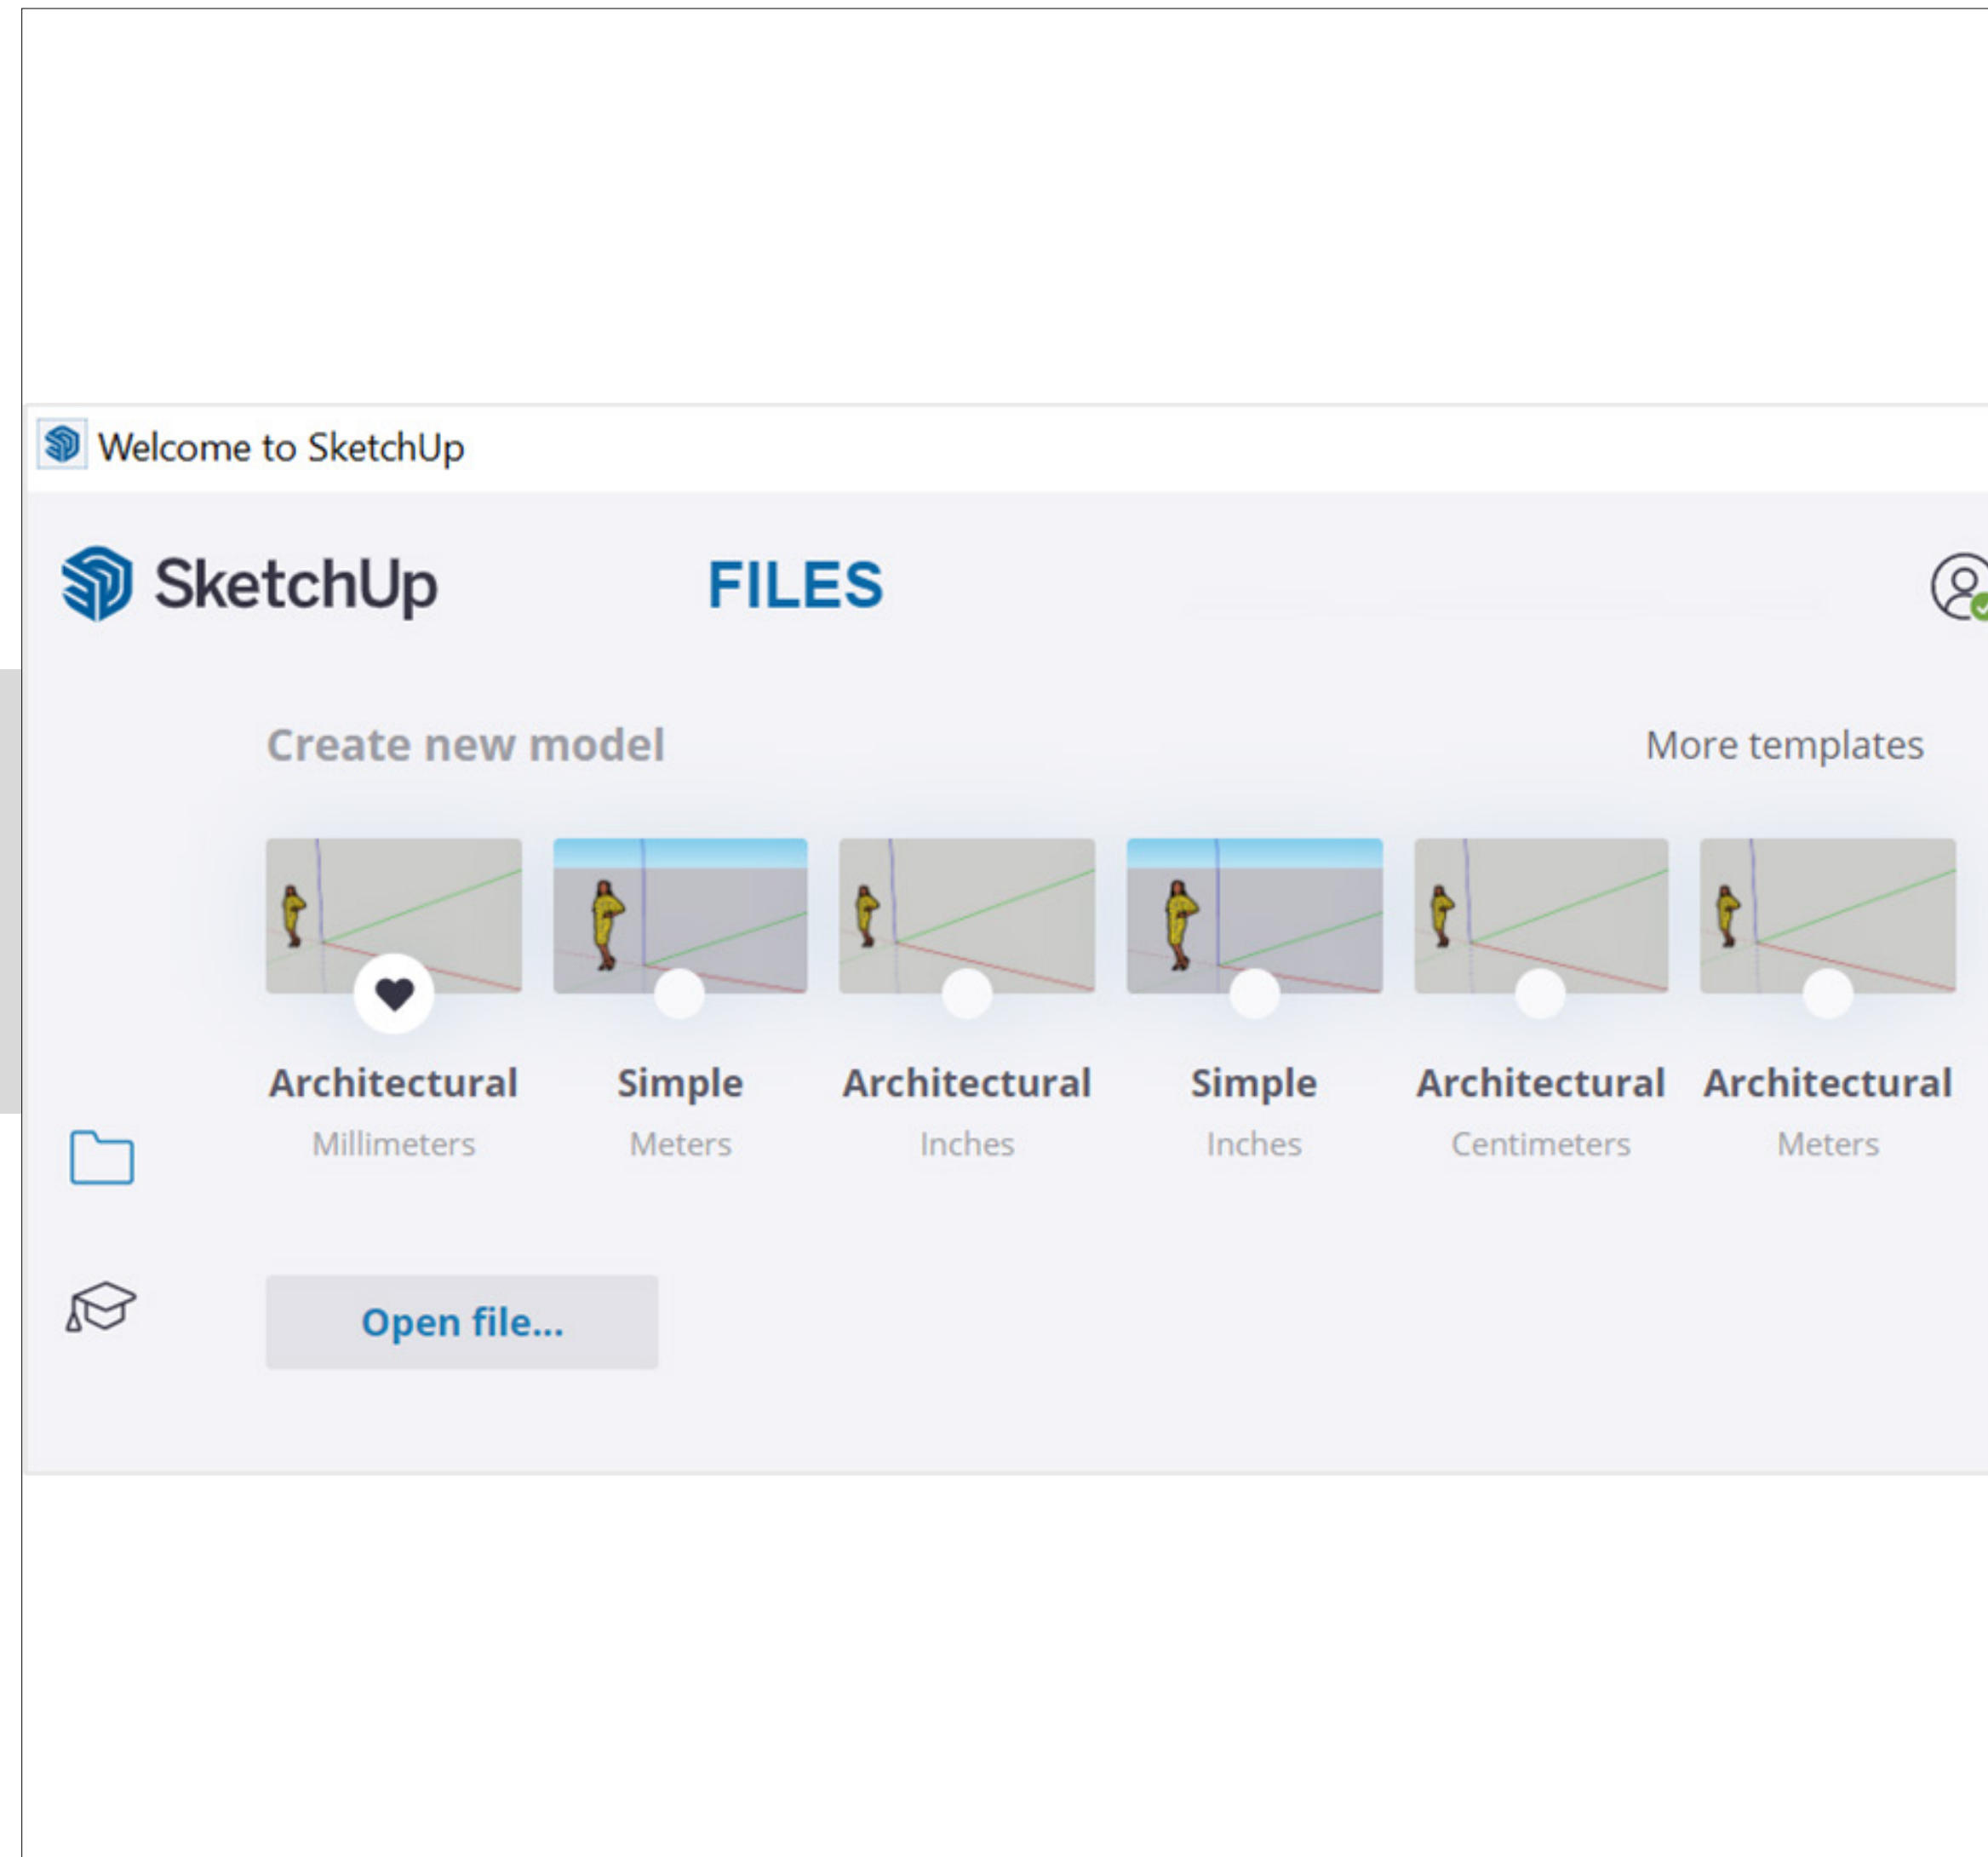 Welcome to SketchUp
SketchUp FILES
Create new model More templates
Architectural Simple Architectural Simple Architectural Architectural
Millimeters Meters Inches Inches Centimeters Meters
Open file...